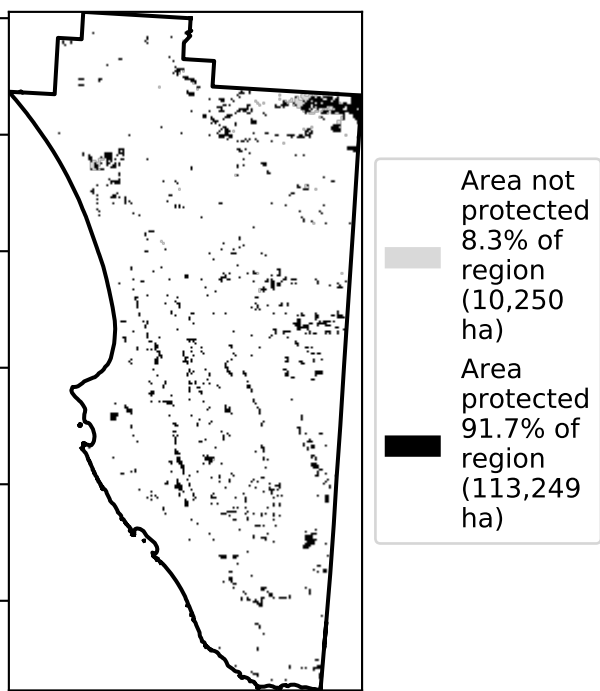 Area not
protected
8.3% of
region
(10,250
ha)
Area
protected
91.7% of
region
(113,249
ha)